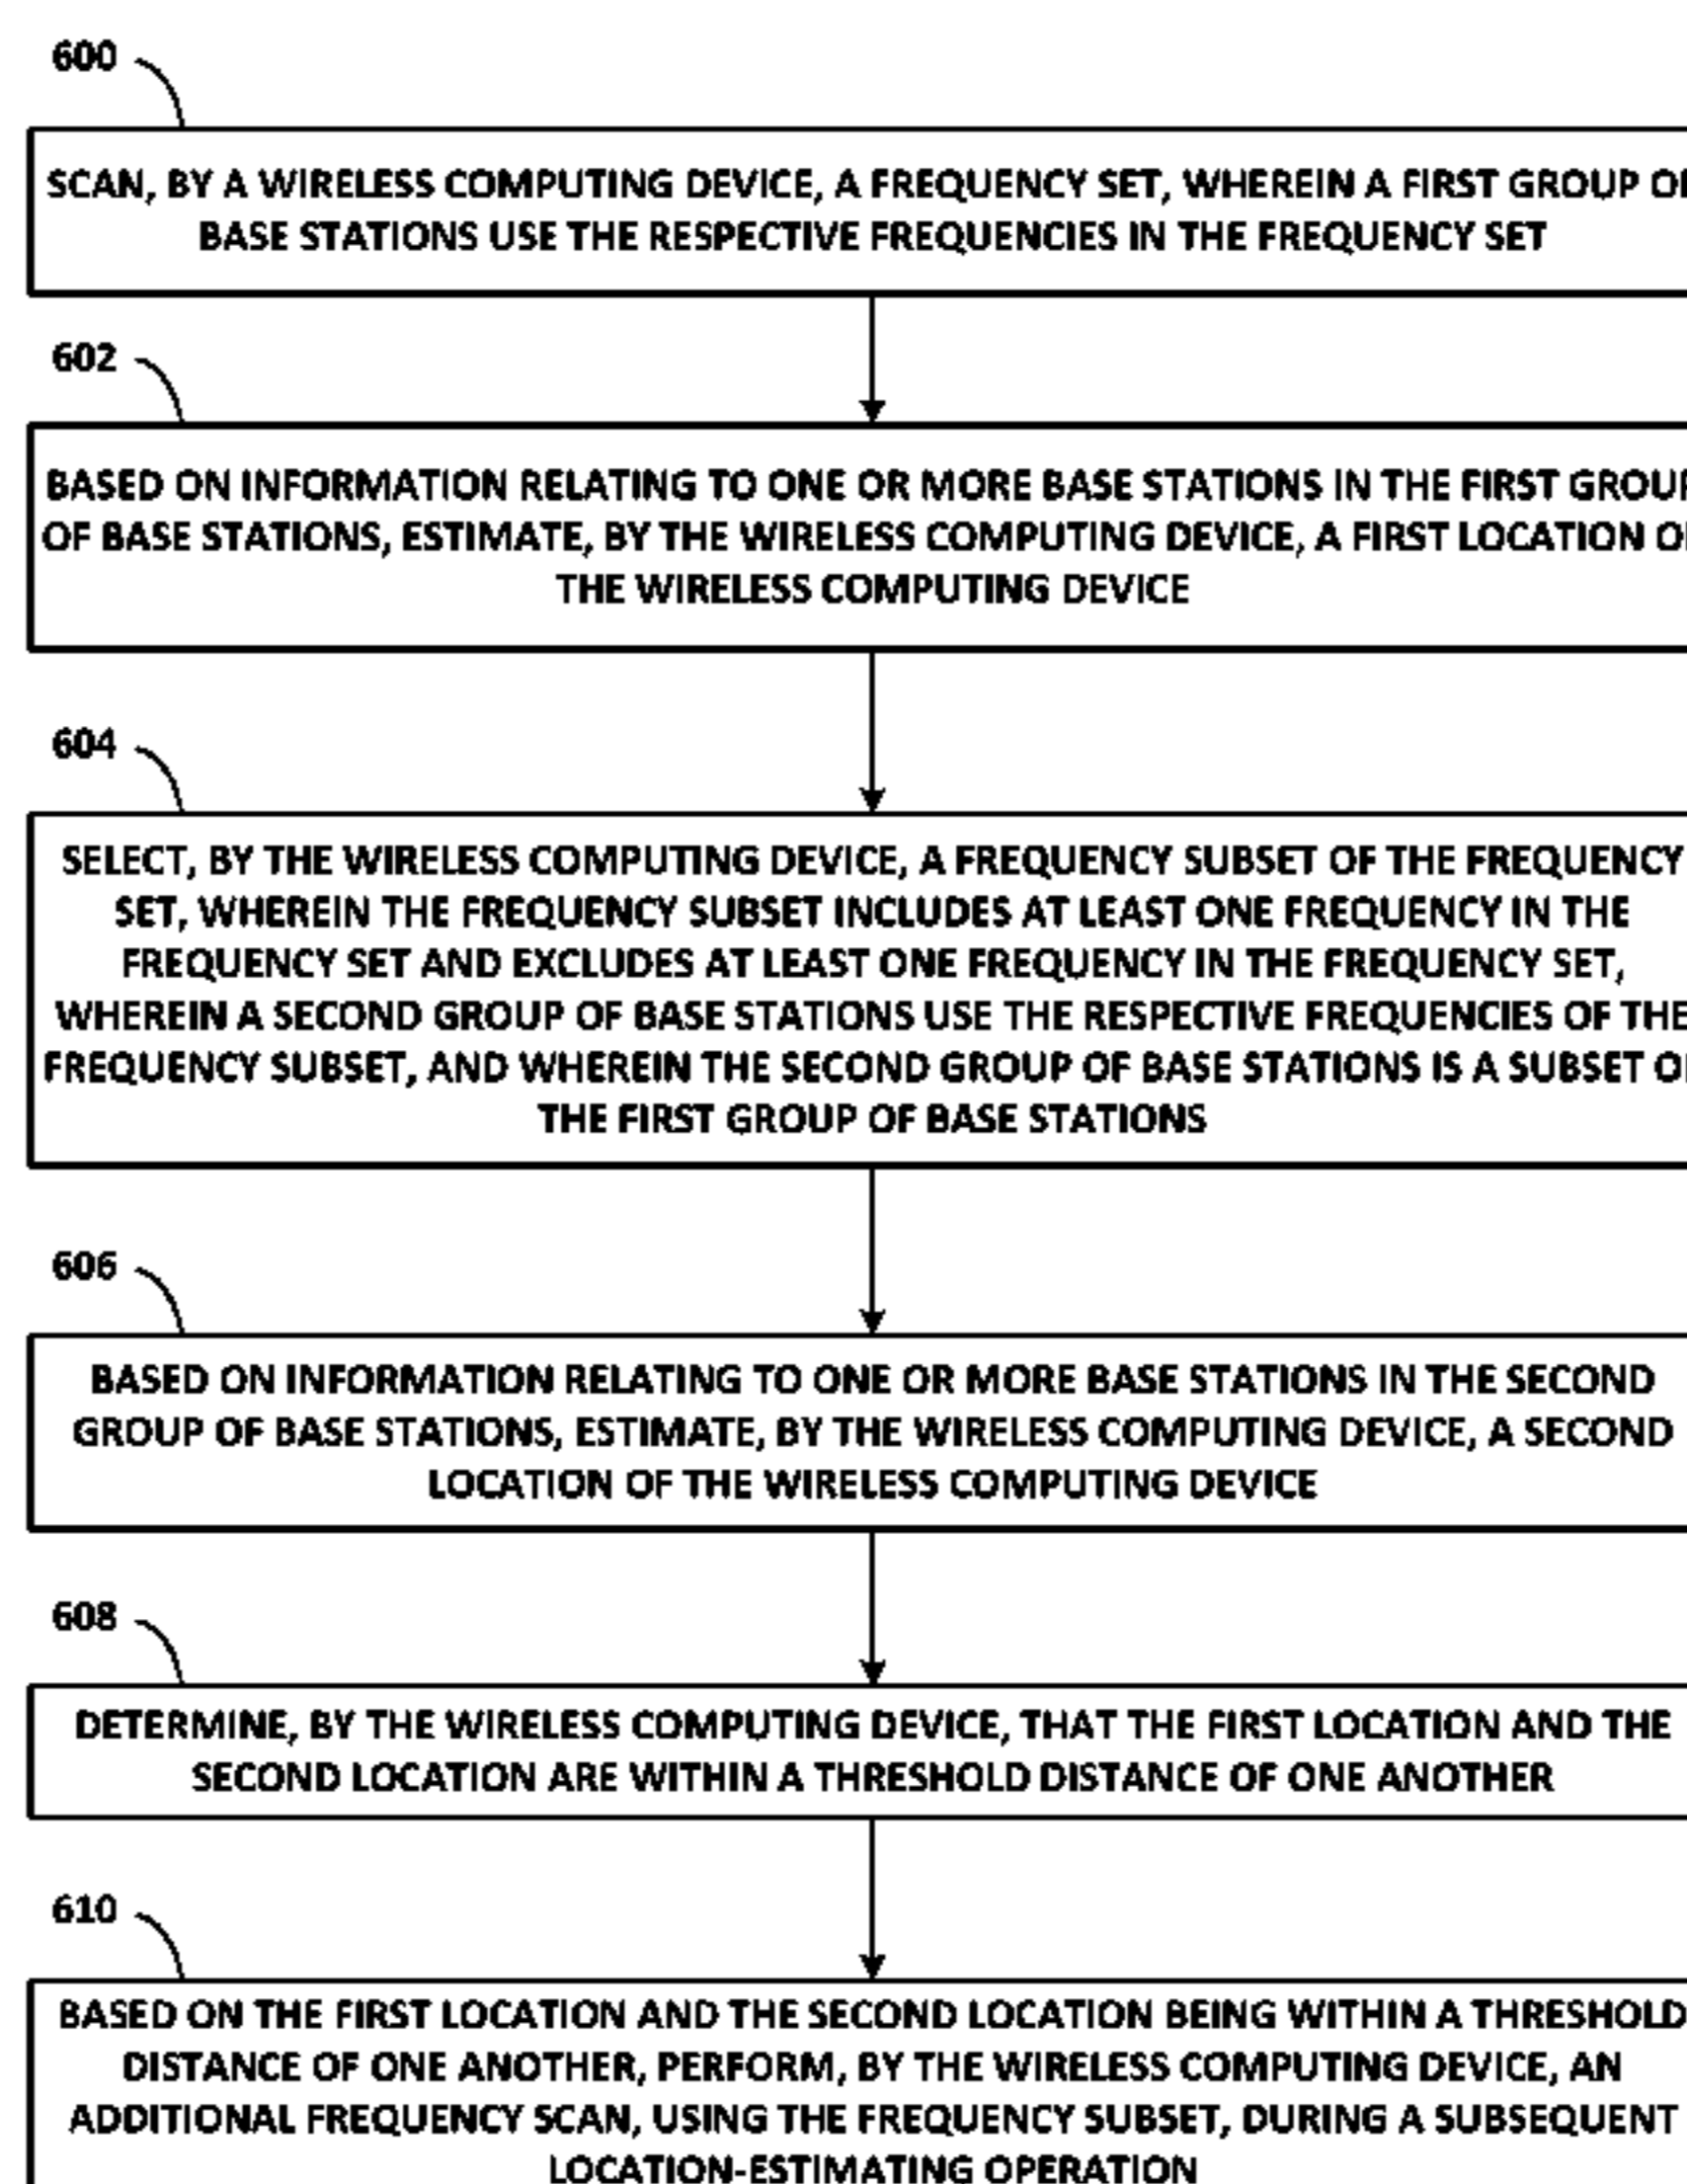 600
SCAN, BY A WIRELESS COMPUTING DEVICE, A FREQUENCY SET, WHEREIN A FIRST GROUP OF
BASE STATIONS USE THE RESPECTIVE FREQUENCIES IN THE FREQUENCY SET
602
BASED ON INFORMATION RELATING TO ONE OR MORE BASE STATIONS IN THE FIRST GROUP
OF BASE STATIONS, ESTIMATE, BY THE WIRELESS COMPUTING DEVICE, A FIRST LOCATION OF
THE WIRELESS COMPUTING DEVICE
604
SELECT, BY THE WIRELESS COMPUTING DEVICE, A FREQUENCY SUBSET OF THE FREQUENCY
SET, WHEREIN THE FREQUENCY SUBSET INCLUDES AT LEAST ONE FREQUENCY IN THE
FREQUENCY SET AND EXCLUDES AT LEAST ONE FREQUENCY IN THE FREQUENCY SET,
WHEREIN A SECOND GROUP OF BASE STATIONS USE THE RESPECTIVE FREQUENCIES OF THE
FREQUENCY SUBSET, AND WHEREIN THE SECOND GROUP OF BASE STATIONS IS A SUBSET OF
THE FIRST GROUP OF BASE STATIONS
606
BASED ON INFORMATION RELATING TO ONE OR MORE BASE STATIONS IN THE SECOND
GROUP OF BASE STATIONS, ESTIMATE, BY THE WIRELESS COMPUTING DEVICE, A SECOND
LOCATION OF THE WIRELESS COMPUTING DEVICE
608
DETERMINE, BY THE WIRELESS COMPUTING DEVICE, THAT THE FIRST LOCATION AND THE
SECOND LOCATION ARE WITHIN A THRESHOLD DISTANCE OF ONE ANOTHER
610
BASED ON THE FIRST LOCATION AND THE SECOND LOCATION BEING WITHIN A THRESHOLD
DISTANCE OF ONE ANOTHER, PERFORM, BY THE WIRELESS COMPUTING DEVICE, AN
ADDITIONAL FREQUENCY SCAN, USING THE FREQUENCY SUBSET, DURING A SUBSEQUENT
LOCATION-ESTIMATING OPERATION